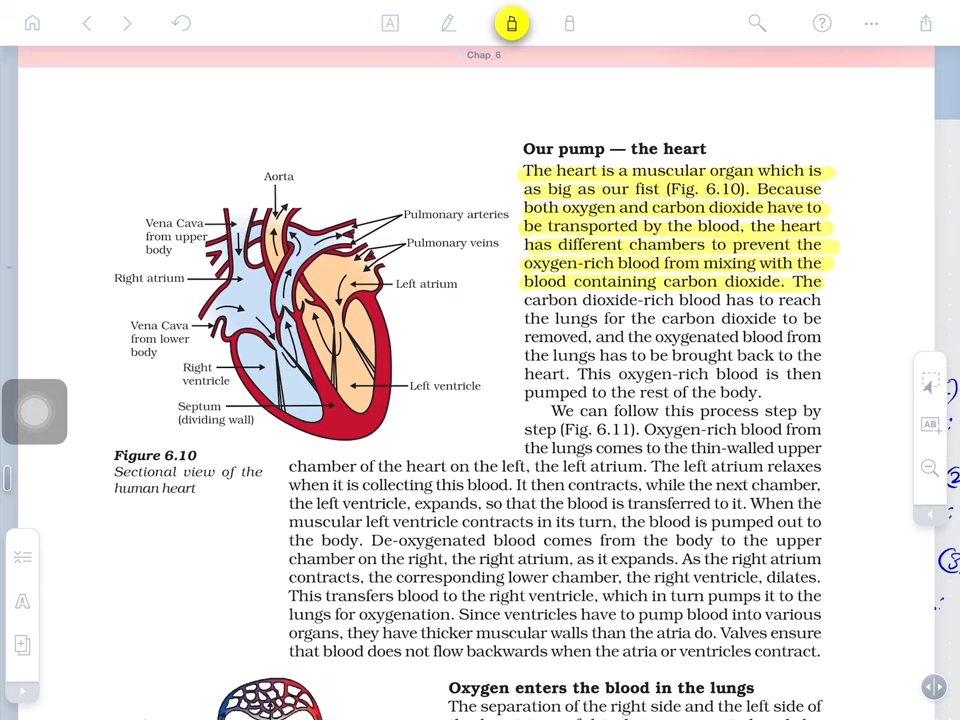 A
Chap_6
Our pump — the heart
The heart is a muscular organ which is
as big as our fist (Fig. 6.10). Because
both oxygen and carbon dioxide have to
be transported by the blood, the heart
has different chambers to prevent the
oxygen-rich blood from mixing with the
blood containing carbon dioxide. The
carbon dioxide-rich blood has to reach
the lungs for the carbon dioxide to be
removed, and the oxygenated blood from
the lungs has to be brought back to the
heart. This oxygen-rich blood is then
pumped to the rest of the body.
We can follow this process step by
step (Fig. 6.11). Oxygen-rich blood from
the lungs comes to the thin-walled upper
chamber of the heart on the left, the left atrium. The left atrium relaxes
when it is collecting this blood. It then contracts, while the next chamber,
the left ventricle, expands, so that the blood is transferred to it. When the
muscular left ventricle contracts in its turn, the blood is pumped out to
the body. De-oxygenated blood comes from the body to the upper
chamber on the right, the right atrium, as it expands. As the right atrium
contracts, the corresponding lower chamber, the right ventricle, dilates.
This transfers blood to the right ventricle, which in turn pumps it to the
lungs for oxygenation. Since ventricles have to pump blood into various
organs, they have thicker muscular walls than the atria do. Valves ensure
that blood does not flow backwards when the atria or ventricles contract.
Aorta
Pulmonary arteries
Vena Cava
from upper
body
Pulmonary veins
Right atrium
Left atrium
Vena Cava
from lower
body
Right
ventricle
Left ventricle
Septum
(dividing wall)
Figure 6.10
Sectional view of the
human heart
Oxygen enters the blood in the lungs
The separation of the right side and the left side of
AB
A